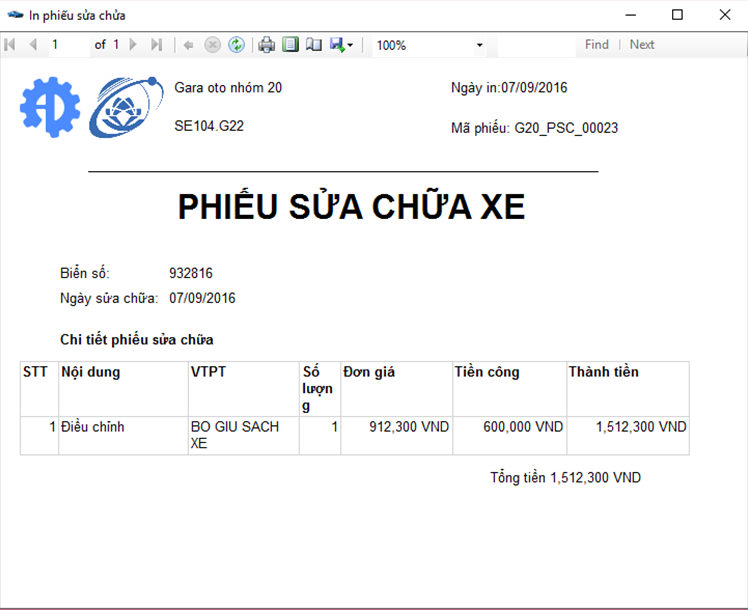 In phiếu sửa chửa
1 of 1 100% Find Next
Gara oto nhóm 20 Ngày in:07/09/2016
SE104.G22 Mã phiếu: G20_PSC_00023
PHIẾU SỬA CHỮA XE
Biển số: 932816
Ngày sửa chữa: 07/09/2016
Chi tiết phiếu sửa chữa
STT Nội dung VTPT Số Đơn giá Tiền công Thành tiền
lượn
g
1 Điều chỉnh BO GIU SACH 1 912,300 VND 600,000 VND 1,512,300 VND
XE
Tổng tiền 1,512,300 VND